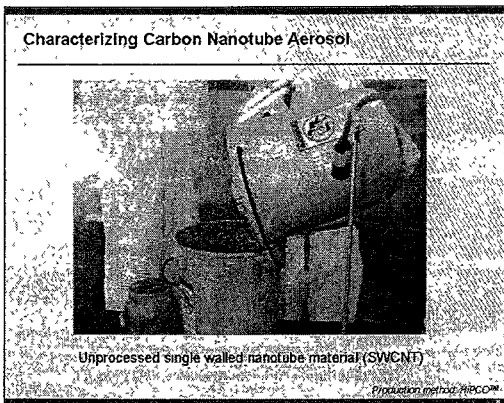 Characterizing Carbon Nanotube Aerosol
Unprocessed single walled nanotube material (SWCNT)
Production method: HiPCO™